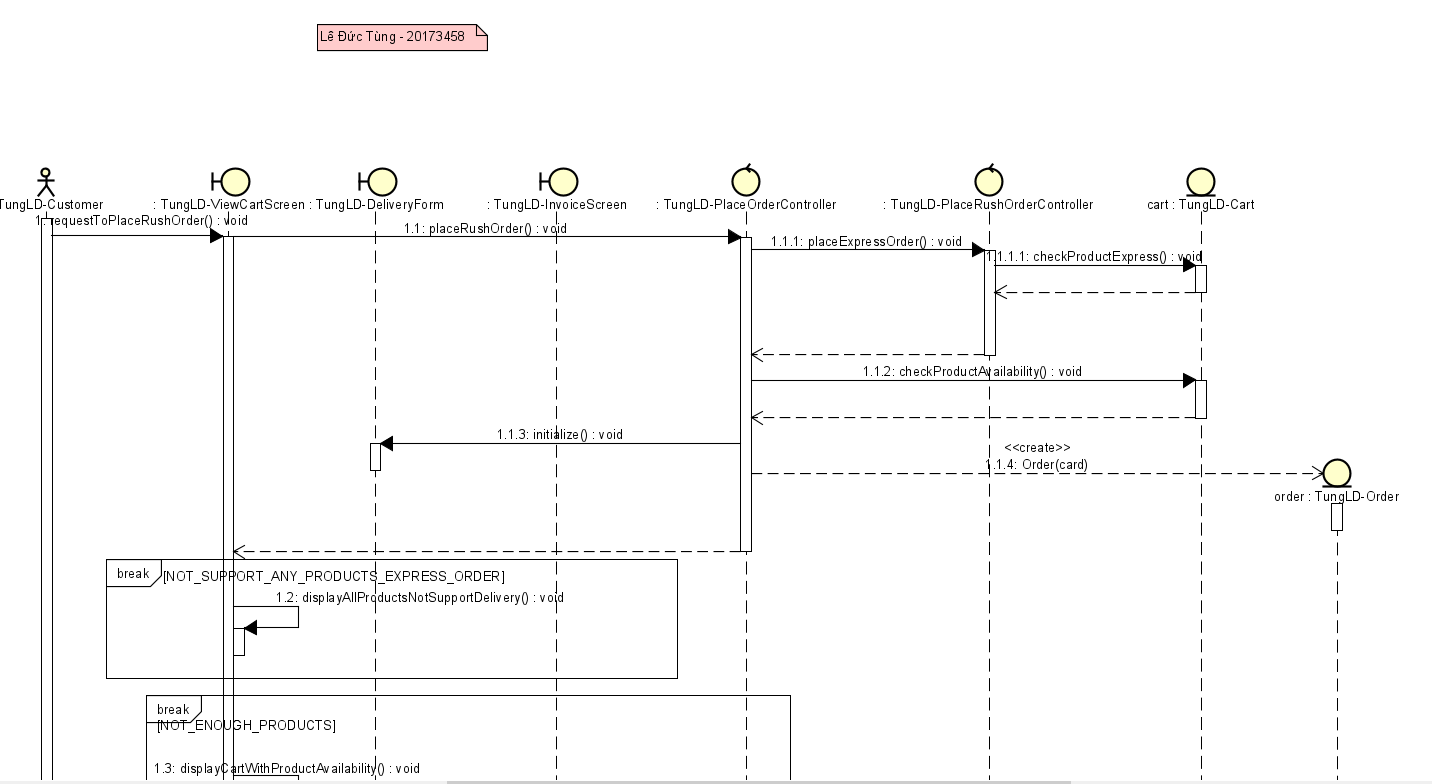 Lê Đức Tùng - 20173458
TungLD-Customer
: TungLD-ViewCartScreen
: TungLD-DeliveryForm
: TungLD-InvoiceScreen
: TungLD-PlaceOrderController
: TungLD-PlaceRushOrderController
cart : TungLD-Cart
1: requestToPlaceRushOrder() : void
1.1: placeRushOrder() : void
1.1.1: placeExpressOrder() : void
1.1.1.1: checkProductExpress() : void
1.1.2: checkProductAvailability() : void
1.1.3: initialize() : void
<<create>>
1.1.4: Order(card)
order : TungLD-Order
break
[NOT_SUPPORT_ANY_PRODUCTS_EXPRESS_ORDER]
1.2: displayAllProductsNotSupportDelivery() : void
break
[NOT_ENOUGH_PRODUCTS]
1.3: displayCartWithProductAvailability() : void